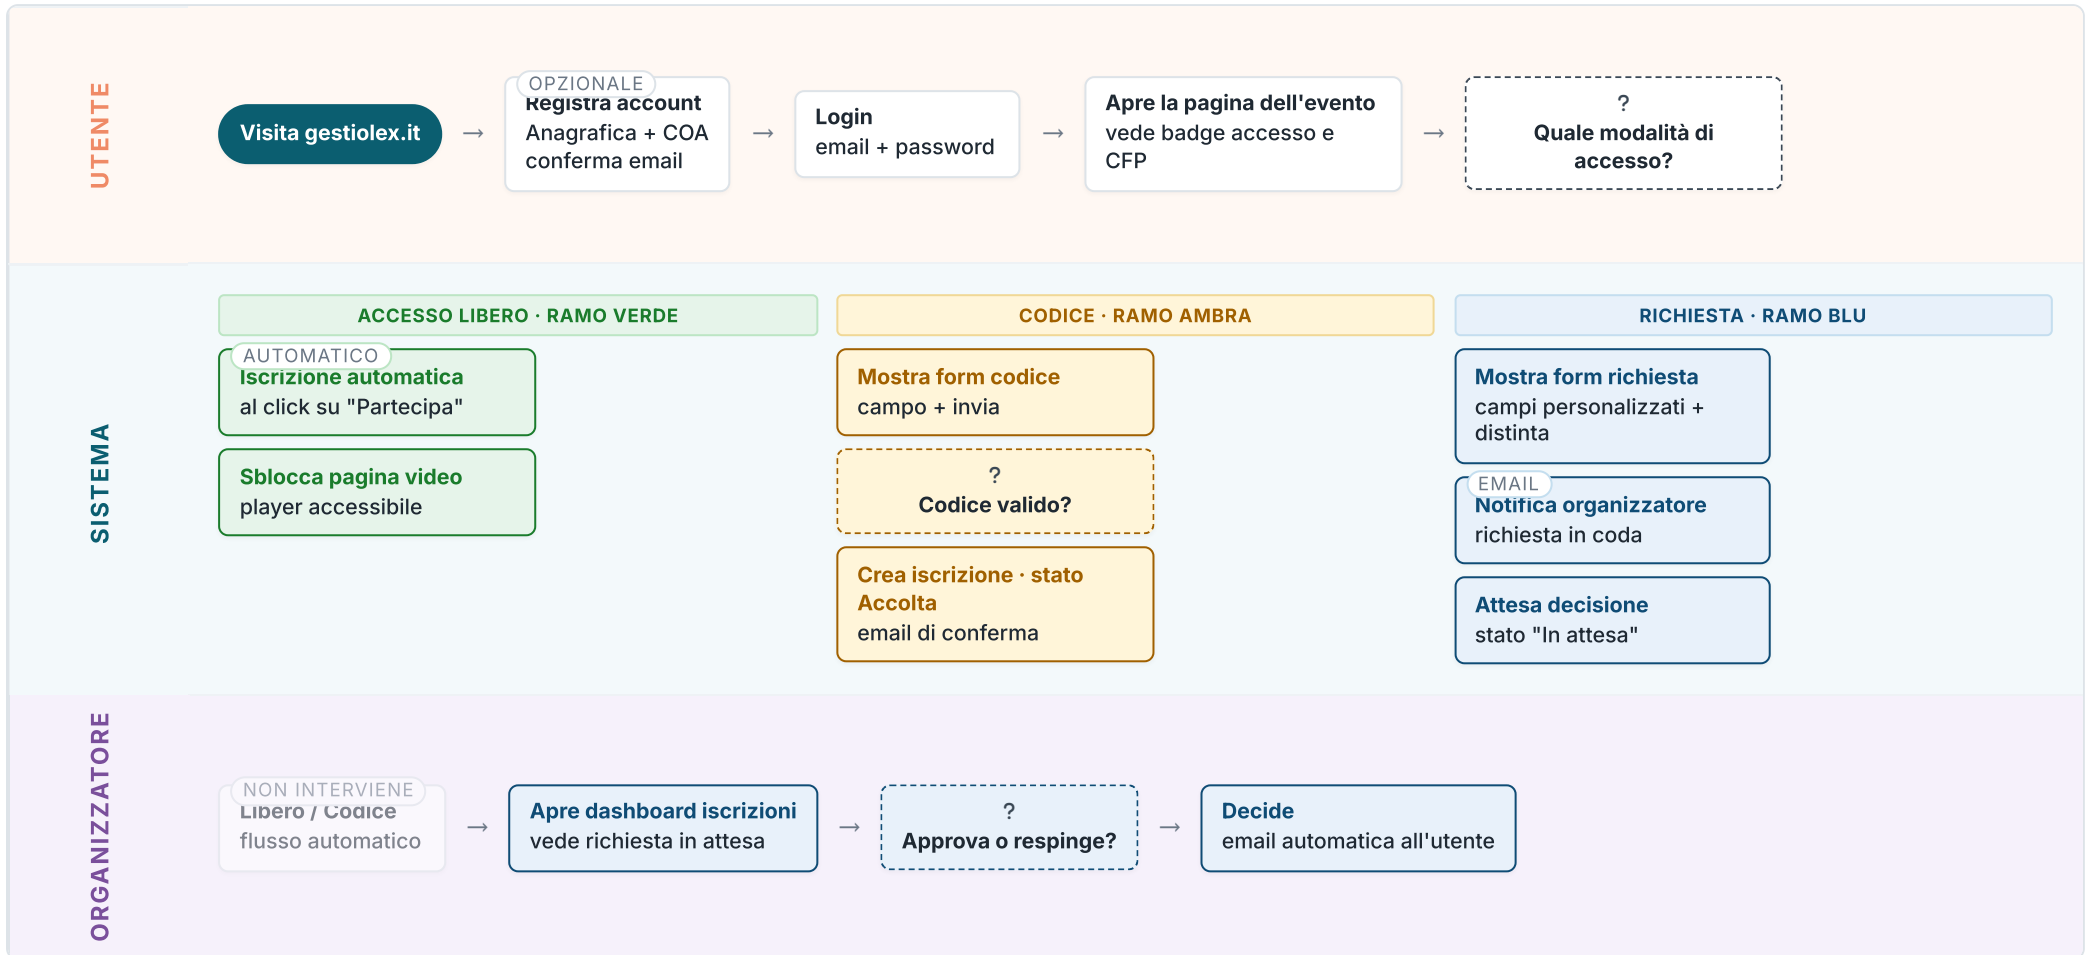 UTENTE
Visita gestiolex.it
→
OPZIONALE
Registra account
Anagrafica + COA
conferma email
→
Login
email + password
→
Apre la pagina dell'evento
vede badge accesso e
CFP
→
?
Quale modalità di
accesso?
SISTEMA
ACCESSO LIBERO · RAMO VERDE
AUTOMATICO
Iscrizione automatica
al click su "Partecipa"
Sblocca pagina video
player accessibile
CODICE · RAMO AMBRA
Mostra form codice
campo + invia
?
Codice valido?
Crea iscrizione · stato
Accolta
email di conferma
RICHIESTA · RAMO BLU
Mostra form richiesta
campi personalizzati +
distinta
EMAIL
Notifica organizzatore
richiesta in coda
Attesa decisione
stato "In attesa"
ORGANIZZATORE
NON INTERVIENE
Libero / Codice
flusso automatico
→
Apre dashboard iscrizioni
vede richiesta in attesa
→
?
Approva o respinge?
→
Decide
email automatica all'utente